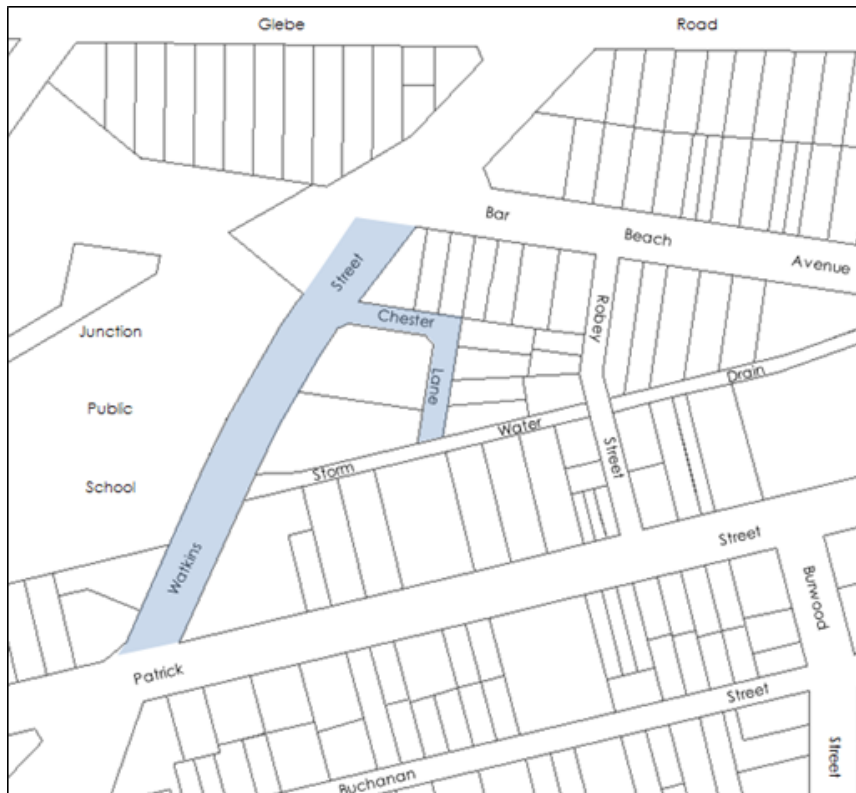 Glebe Road
Bar Beach Avenue
Street
Chester
Robey
Junction
Lane
Drain
Public
Water
Street
Storm
School
Street
Watkins
Burwood
Patrick
Street
Street
Buchanan